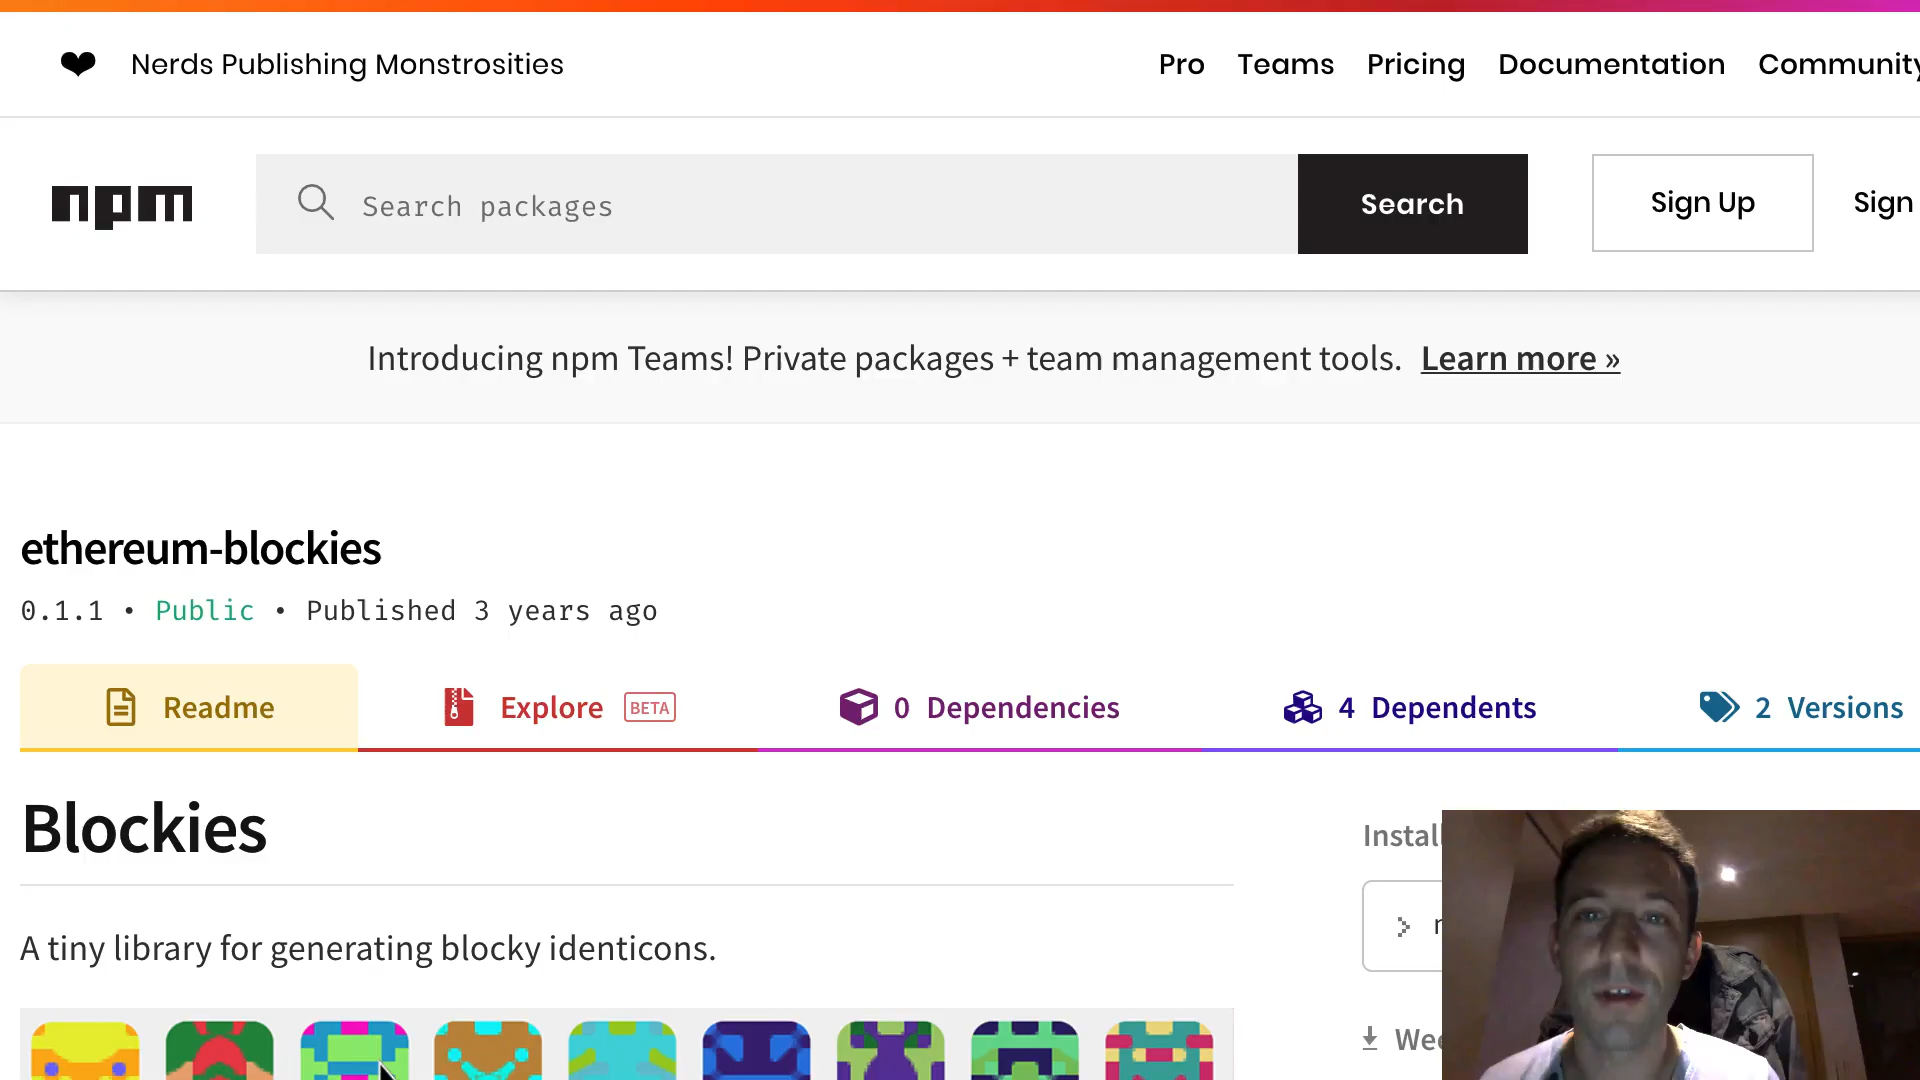 Nerds Publishing Monstrosities
Pro Teams Pricing Documentation Community
npm
Search packages
Search
Sign Up
Sign
Introducing npm Teams! Private packages + team management tools. Learn more »
ethereum-blockies
0.1.1 • Public • Published 3 years ago
Readme
Explore BETA
0 Dependencies
4 Dependents
2 Versions
Blockies
Install
A tiny library for generating blocky identicons.